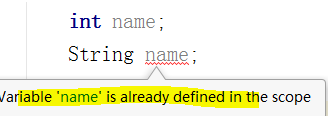 int name;
String name;
Variable 'name' is already defined in the scope